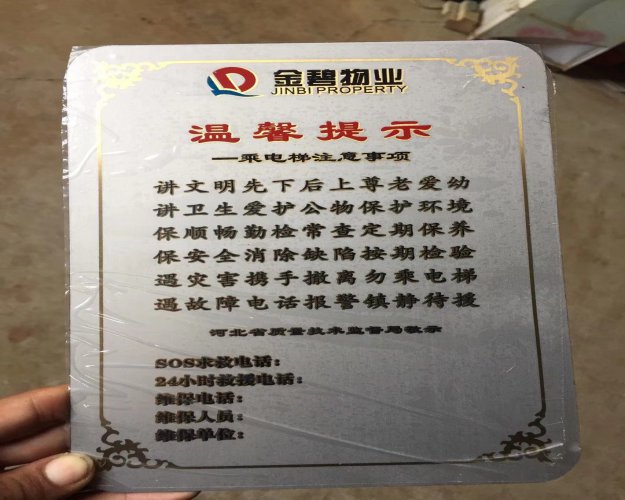 金碧物业
JINBI PROPERTY
温馨提示
—乘电梯注意事项
讲文明先下后上尊老爱幼
讲卫生爱护公物保护环境
保顺畅勤检常查定期保养
保安全消除缺陷按期检验
遇灾害携手撤离勿乘电梯
遇故障电话报警镇静待援
河北省质量技术监督局敬示
SOS求救电话：
24小时救援电话：
维保电话：
维保人员：
维保单位：